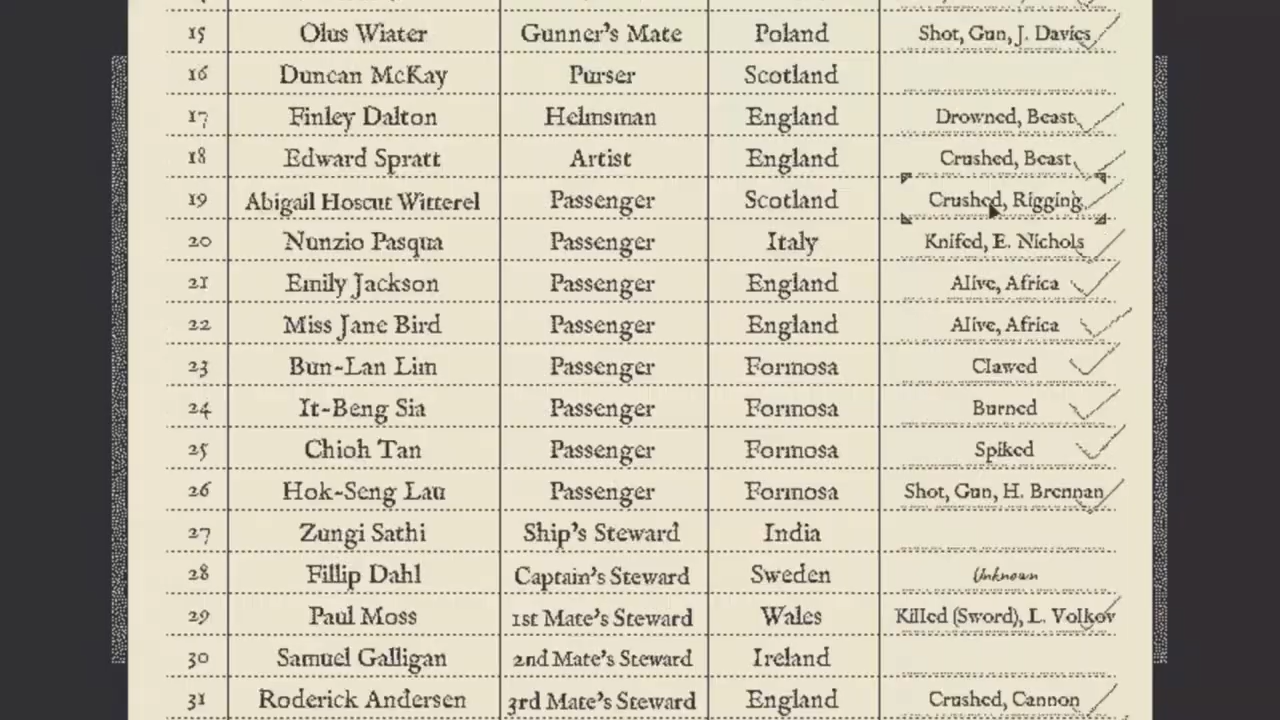 15 Olus Wiater Gunner's Mate Poland Shot, Gun, J. Davies
16 Duncan McKay Purser Scotland
17 Finley Dalton Helmsman England Drowned, Beast
18 Edward Spratt Artist England Crushed, Beast
19 Abigail Hoscut Witterel Passenger Scotland Crushed, Rigging
20 Nunzio Pasqua Passenger Italy Knifed, E. Nichols
21 Emily Jackson Passenger England Alive, Africa
22 Miss Jane Bird Passenger England Alive, Africa
23 Bun-Lan Lim Passenger Formosa Clawed
24 It-Beng Sia Passenger Formosa Burned
25 Chioh Tan Passenger Formosa Spiked
26 Hok-Seng Lau Passenger Formosa Shot, Gun, H. Brennan
27 Zungi Sathi Ship's Steward India
28 Fillip Dahl Captain's Steward Sweden Unknown
29 Paul Moss 1st Mate's Steward Wales Killed (Sword), L. Volkov
30 Samuel Galligan 2nd Mate's Steward Ireland
31 Roderick Andersen 3rd Mate's Steward England Crushed, Cannon